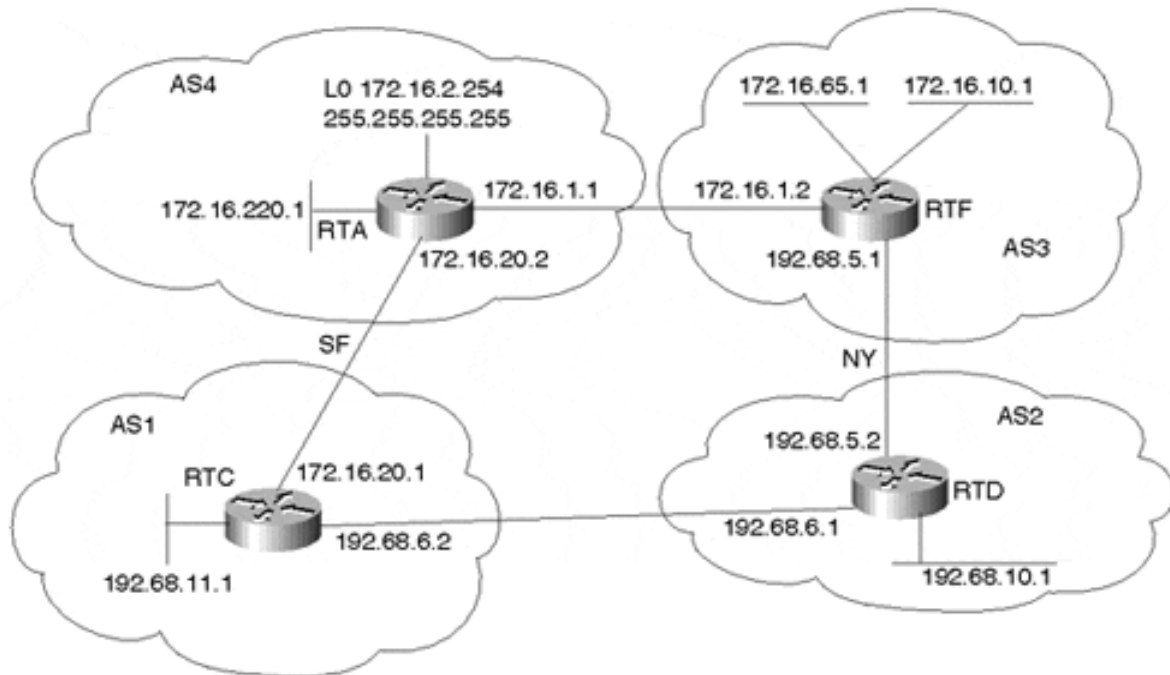 AS4
L0 172.16.2.254
255.255.255.255
172.16.220.1
RTA
172.16.1.1
172.16.20.2
172.16.65.1
172.16.10.1
172.16.1.2
RTF
192.68.5.1
AS3
SF
NY
AS1
RTC
172.16.20.1
192.68.6.2
192.68.11.1
AS2
192.68.5.2
RTD
192.68.6.1
192.68.10.1